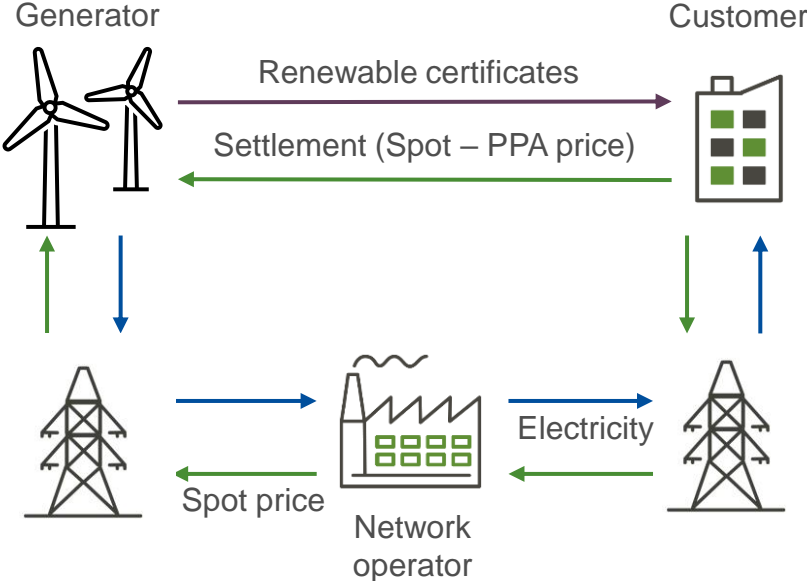 Generator
Customer
Renewable certificates
Settlement (Spot – PPA price)
Electricity
Spot price
Network
operator